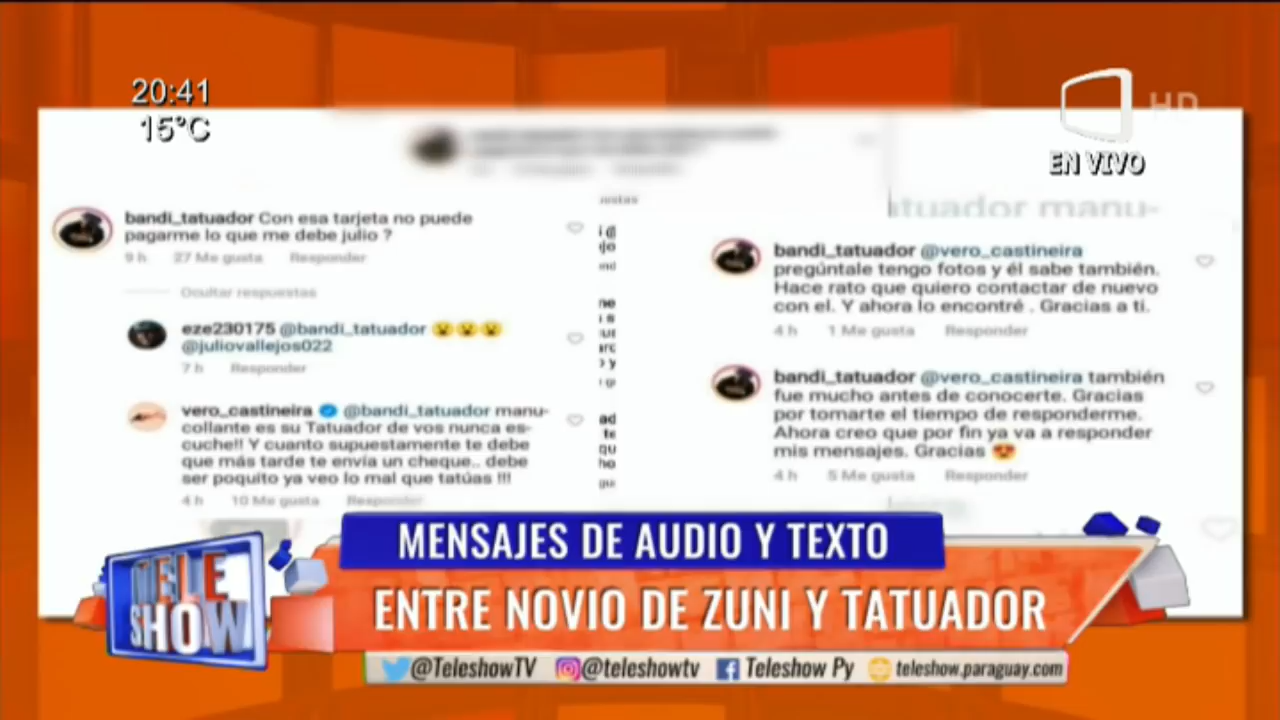 20:41
15°C
HD
EN VIVO
tuador manu-
bandi_tatuador Con esa tarjeta no puede
pagarme lo que me debe julio ?
9 h 27 Me gusta Responder
Ocultar respuestas
eze230175 @bandi_tatuador 😮😮😮
@juliovallejos022
7 h Responder
vero_castineira @bandi_tatuador manu-
collante es su Tatuador de vos nunca es-
cuche!! Y cuanto supuestamente te debe
que más tarde te envía un cheque.. debe
ser poquito ya veo lo mal que tatúas !!!
4 h 10 Me gusta Responder
bandi_tatuador @vero_castineira
pregúntale tengo fotos y él sabe también.
Hace rato que quiero contactar de nuevo
con el. Y ahora lo encontré . Gracias a ti.
4 h 1 Me gusta Responder
bandi_tatuador @vero_castineira también
fue mucho antes de conocerte. Gracias
por tomarte el tiempo de responderme.
Ahora creo que por fin ya va a responder
mis mensajes. Gracias 😍
4 h 5 Me gusta Responder
MENSAJES DE AUDIO Y TEXTO
ENTRE NOVIO DE ZUNI Y TATUADOR
TELE
SHOW
@TeleshowTV @teleshowtv Teleshow Py teleshow.paraguay.com